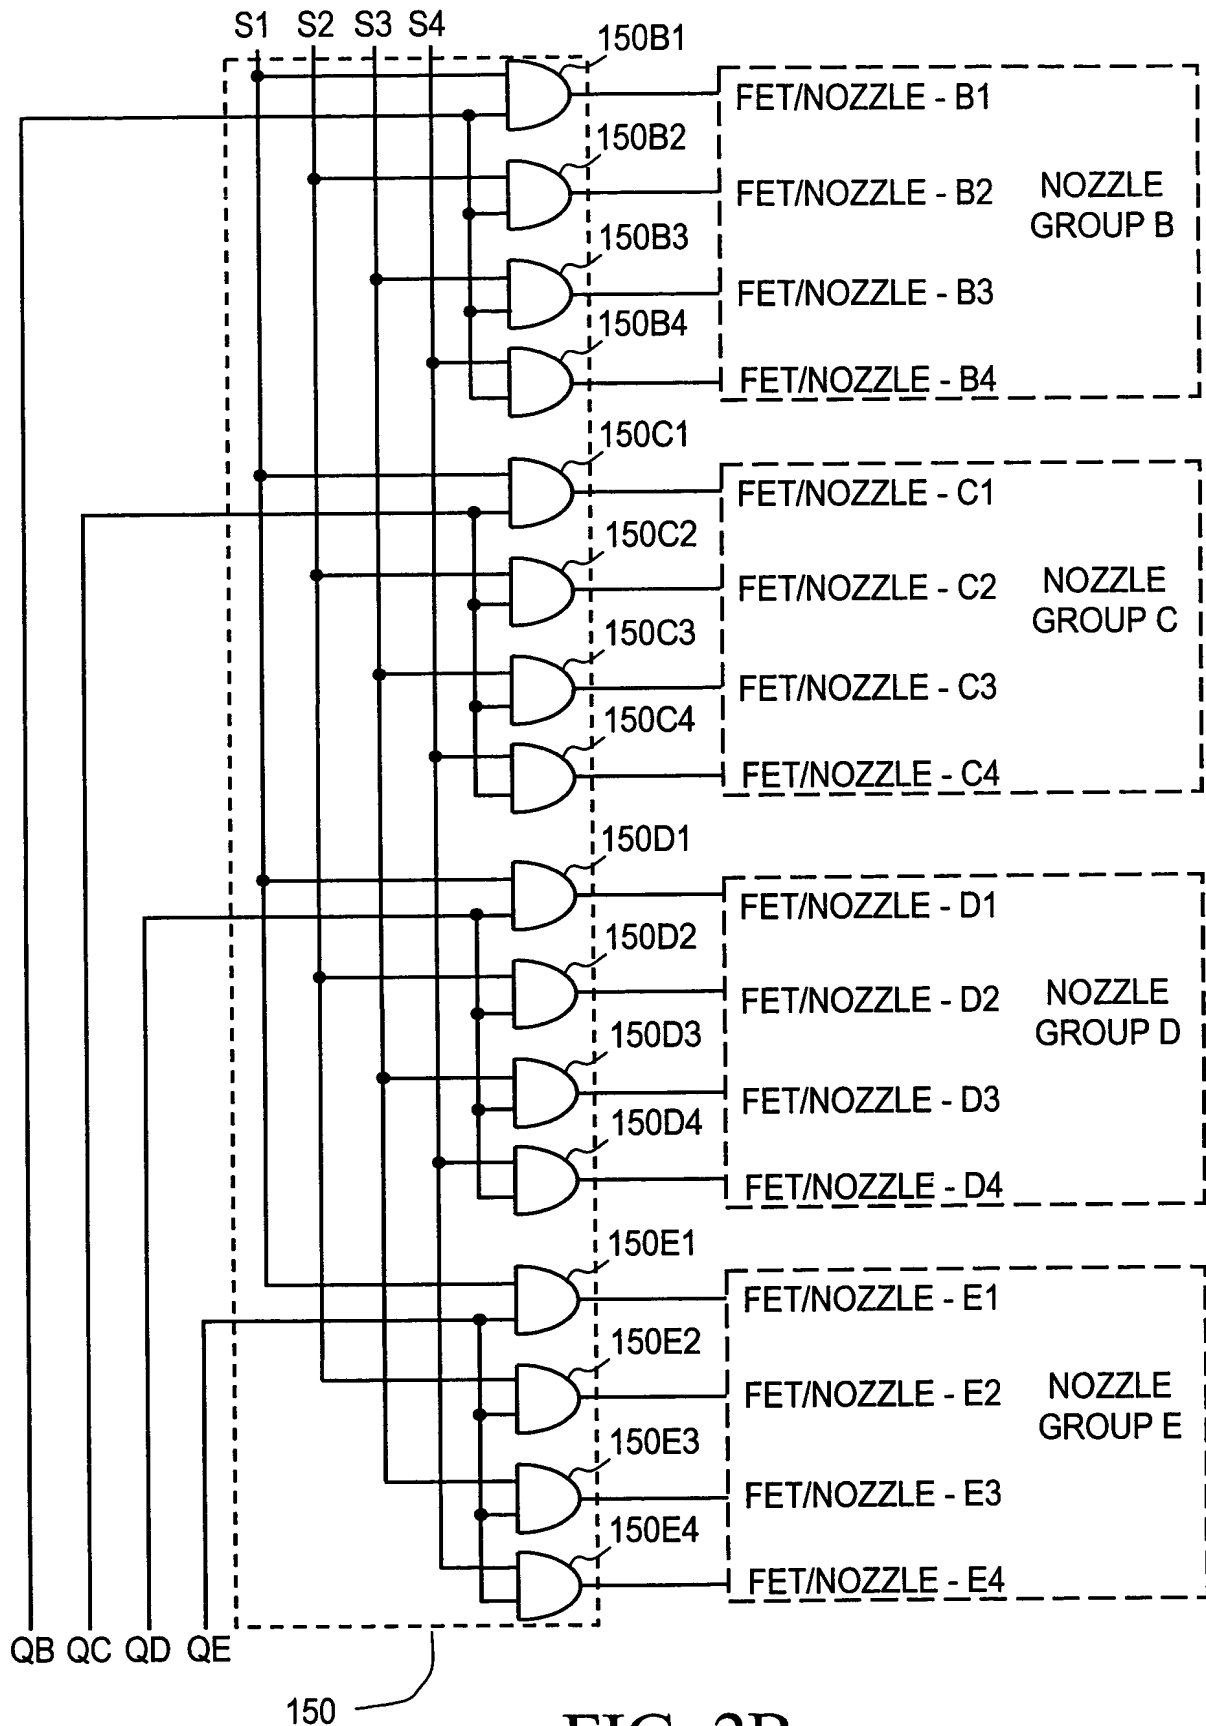 S1 S2 S3 S4
150B1
FET/NOZZLE - B1
150B2
FET/NOZZLE - B2
NOZZLE
GROUP B
150B3
FET/NOZZLE - B3
150B4
FET/NOZZLE - B4
150C1
FET/NOZZLE - C1
150C2
FET/NOZZLE - C2
NOZZLE
GROUP C
150C3
FET/NOZZLE - C3
150C4
FET/NOZZLE - C4
150D1
FET/NOZZLE - D1
150D2
FET/NOZZLE - D2
NOZZLE
GROUP D
150D3
FET/NOZZLE - D3
150D4
FET/NOZZLE - D4
150E1
FET/NOZZLE - E1
150E2
FET/NOZZLE - E2
NOZZLE
GROUP E
150E3
FET/NOZZLE - E3
150E4
FET/NOZZLE - E4
QB QC QD QE
150